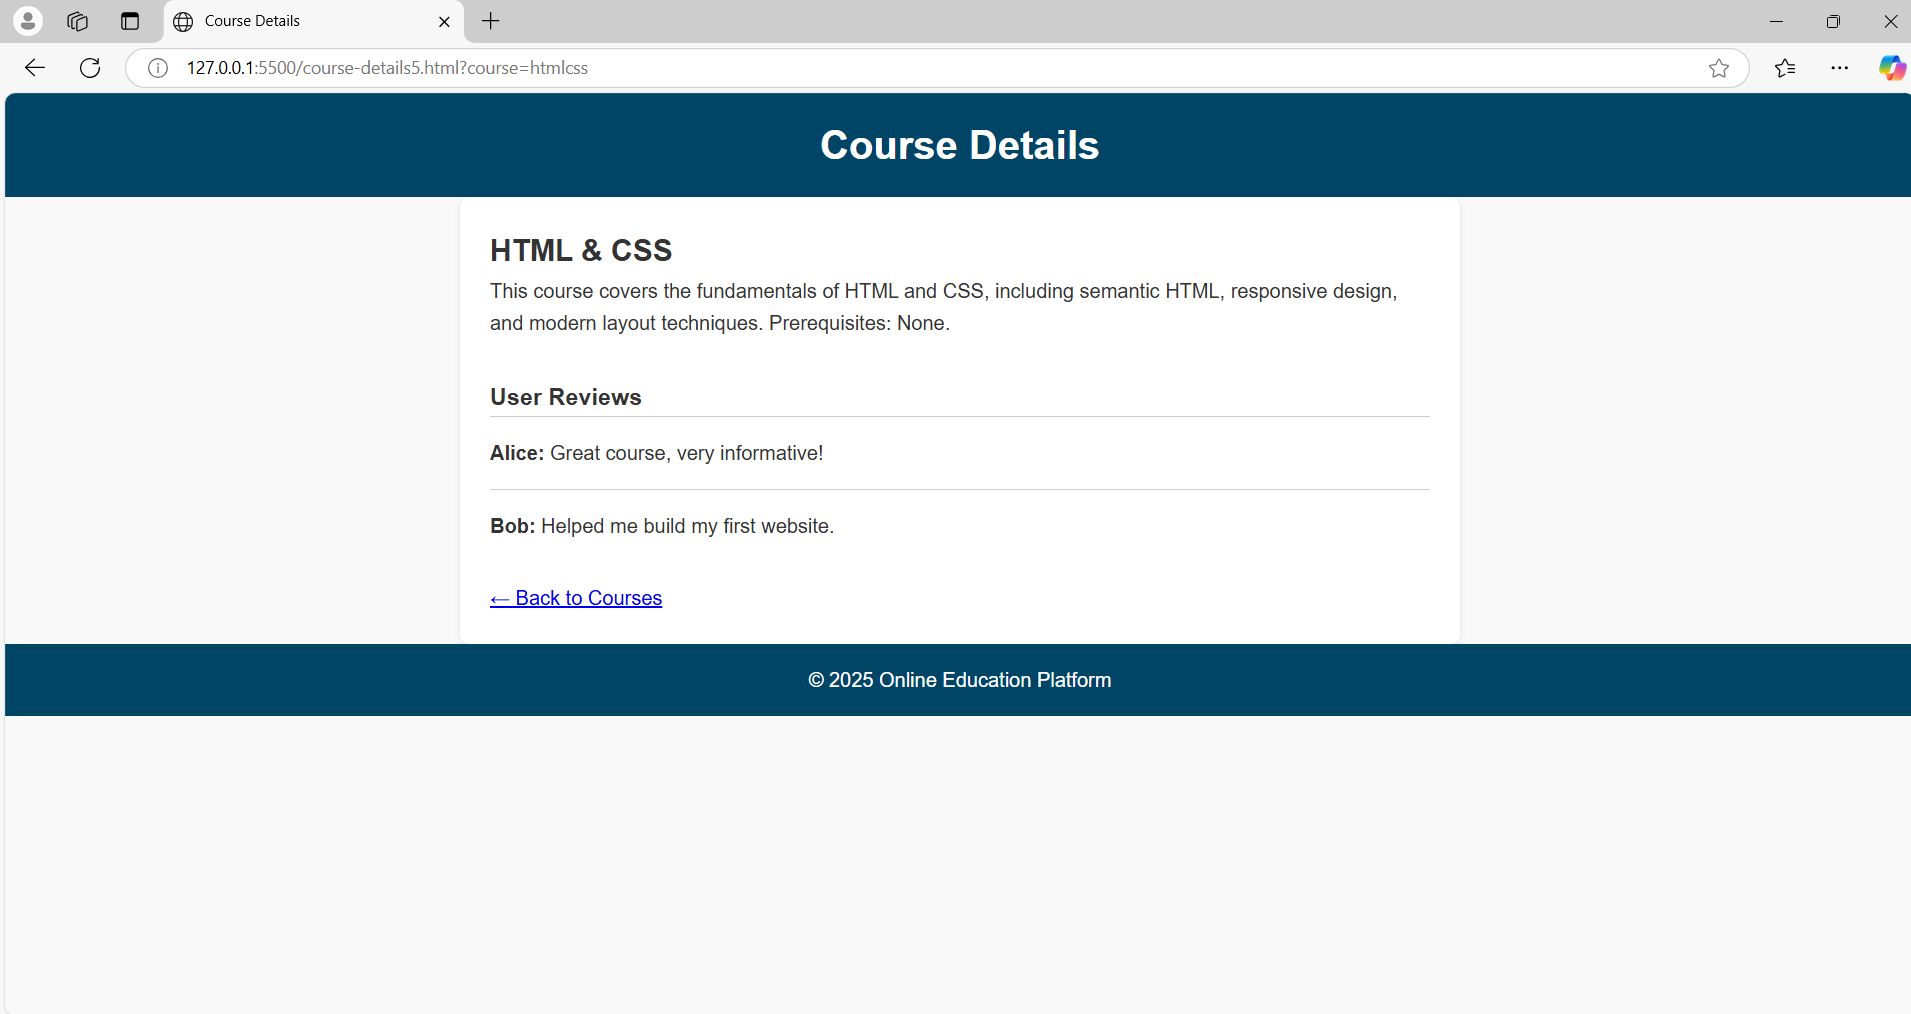 Course Details
127.0.0.1:5500/course-details5.html?course=htmlcss
Course Details
HTML & CSS
This course covers the fundamentals of HTML and CSS, including semantic HTML, responsive design,
and modern layout techniques. Prerequisites: None.
User Reviews
Alice: Great course, very informative!
Bob: Helped me build my first website.
← Back to Courses
© 2025 Online Education Platform